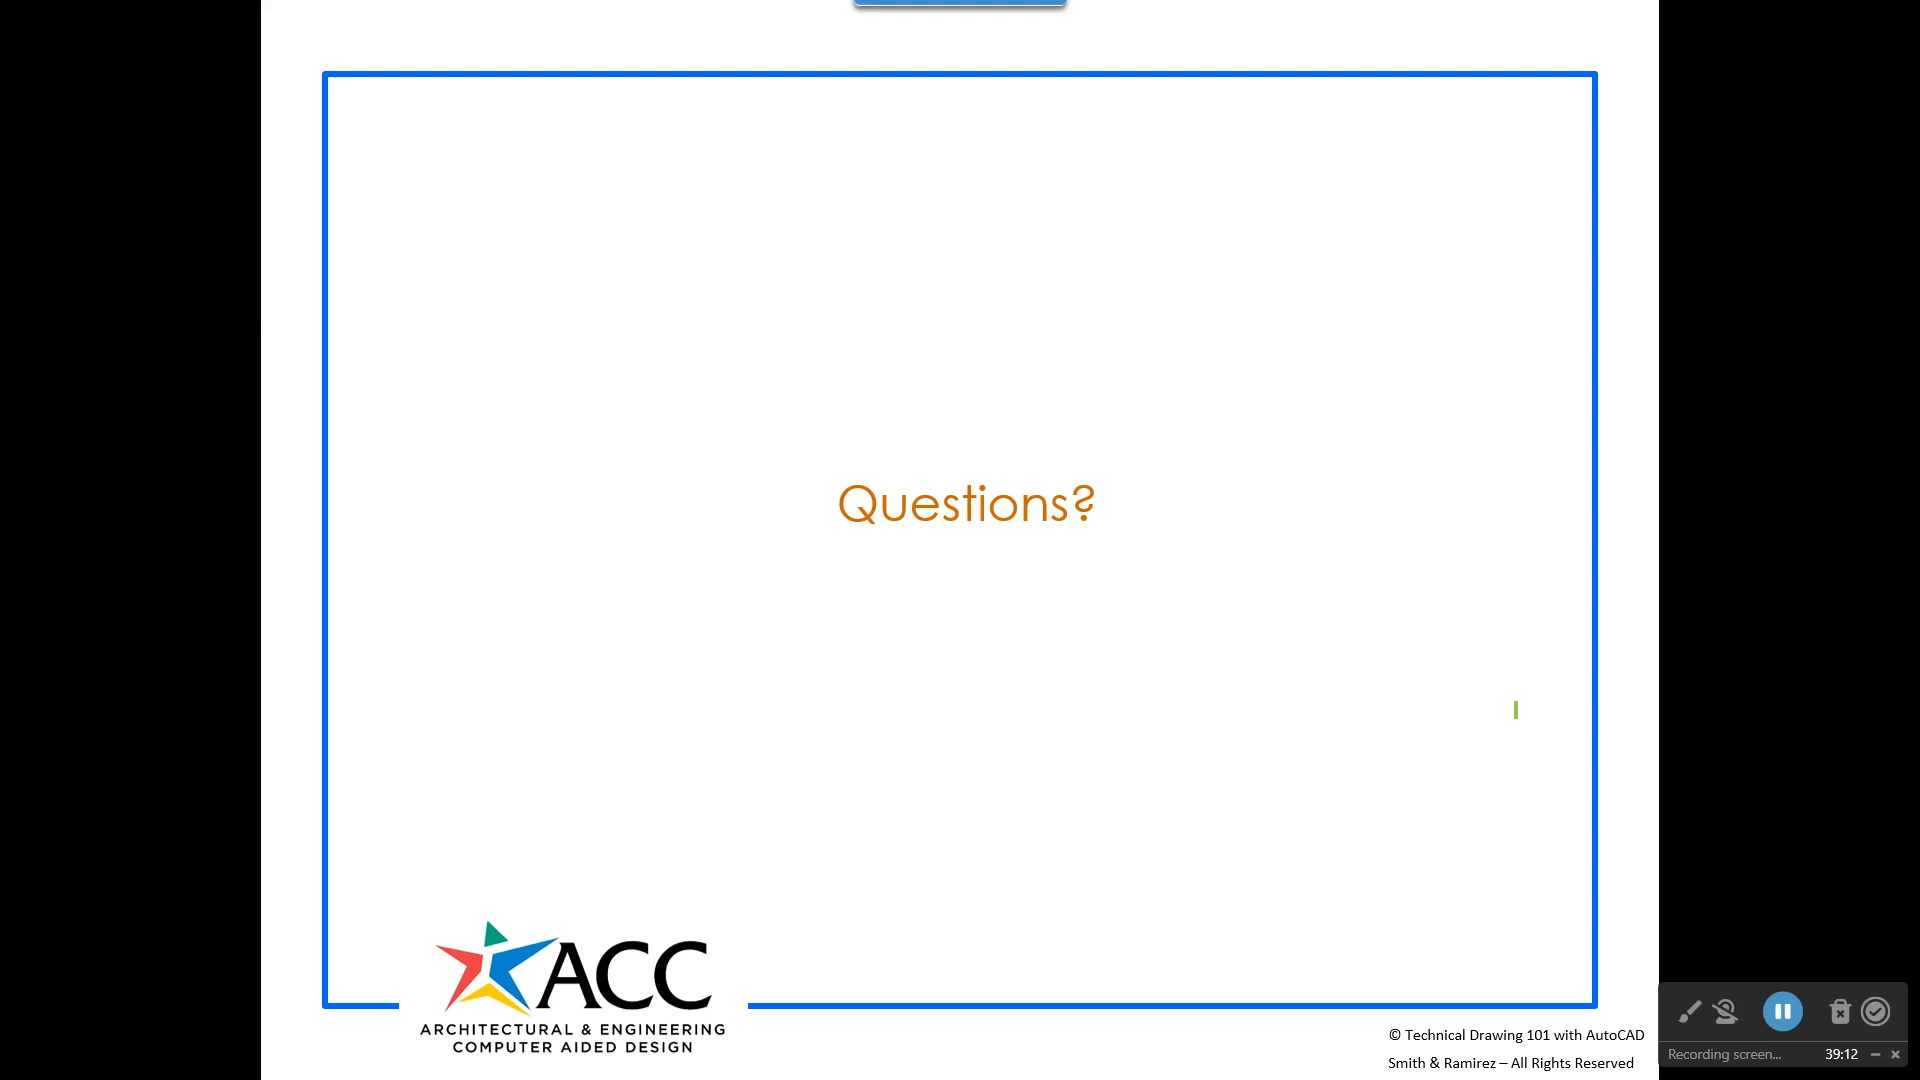 Questions?
ACC
ARCHITECTURAL & ENGINEERING
COMPUTER AIDED DESIGN
© Technical Drawing 101 with AutoCAD
Smith & Ramirez – All Rights Reserved
Recording screen... 39:12